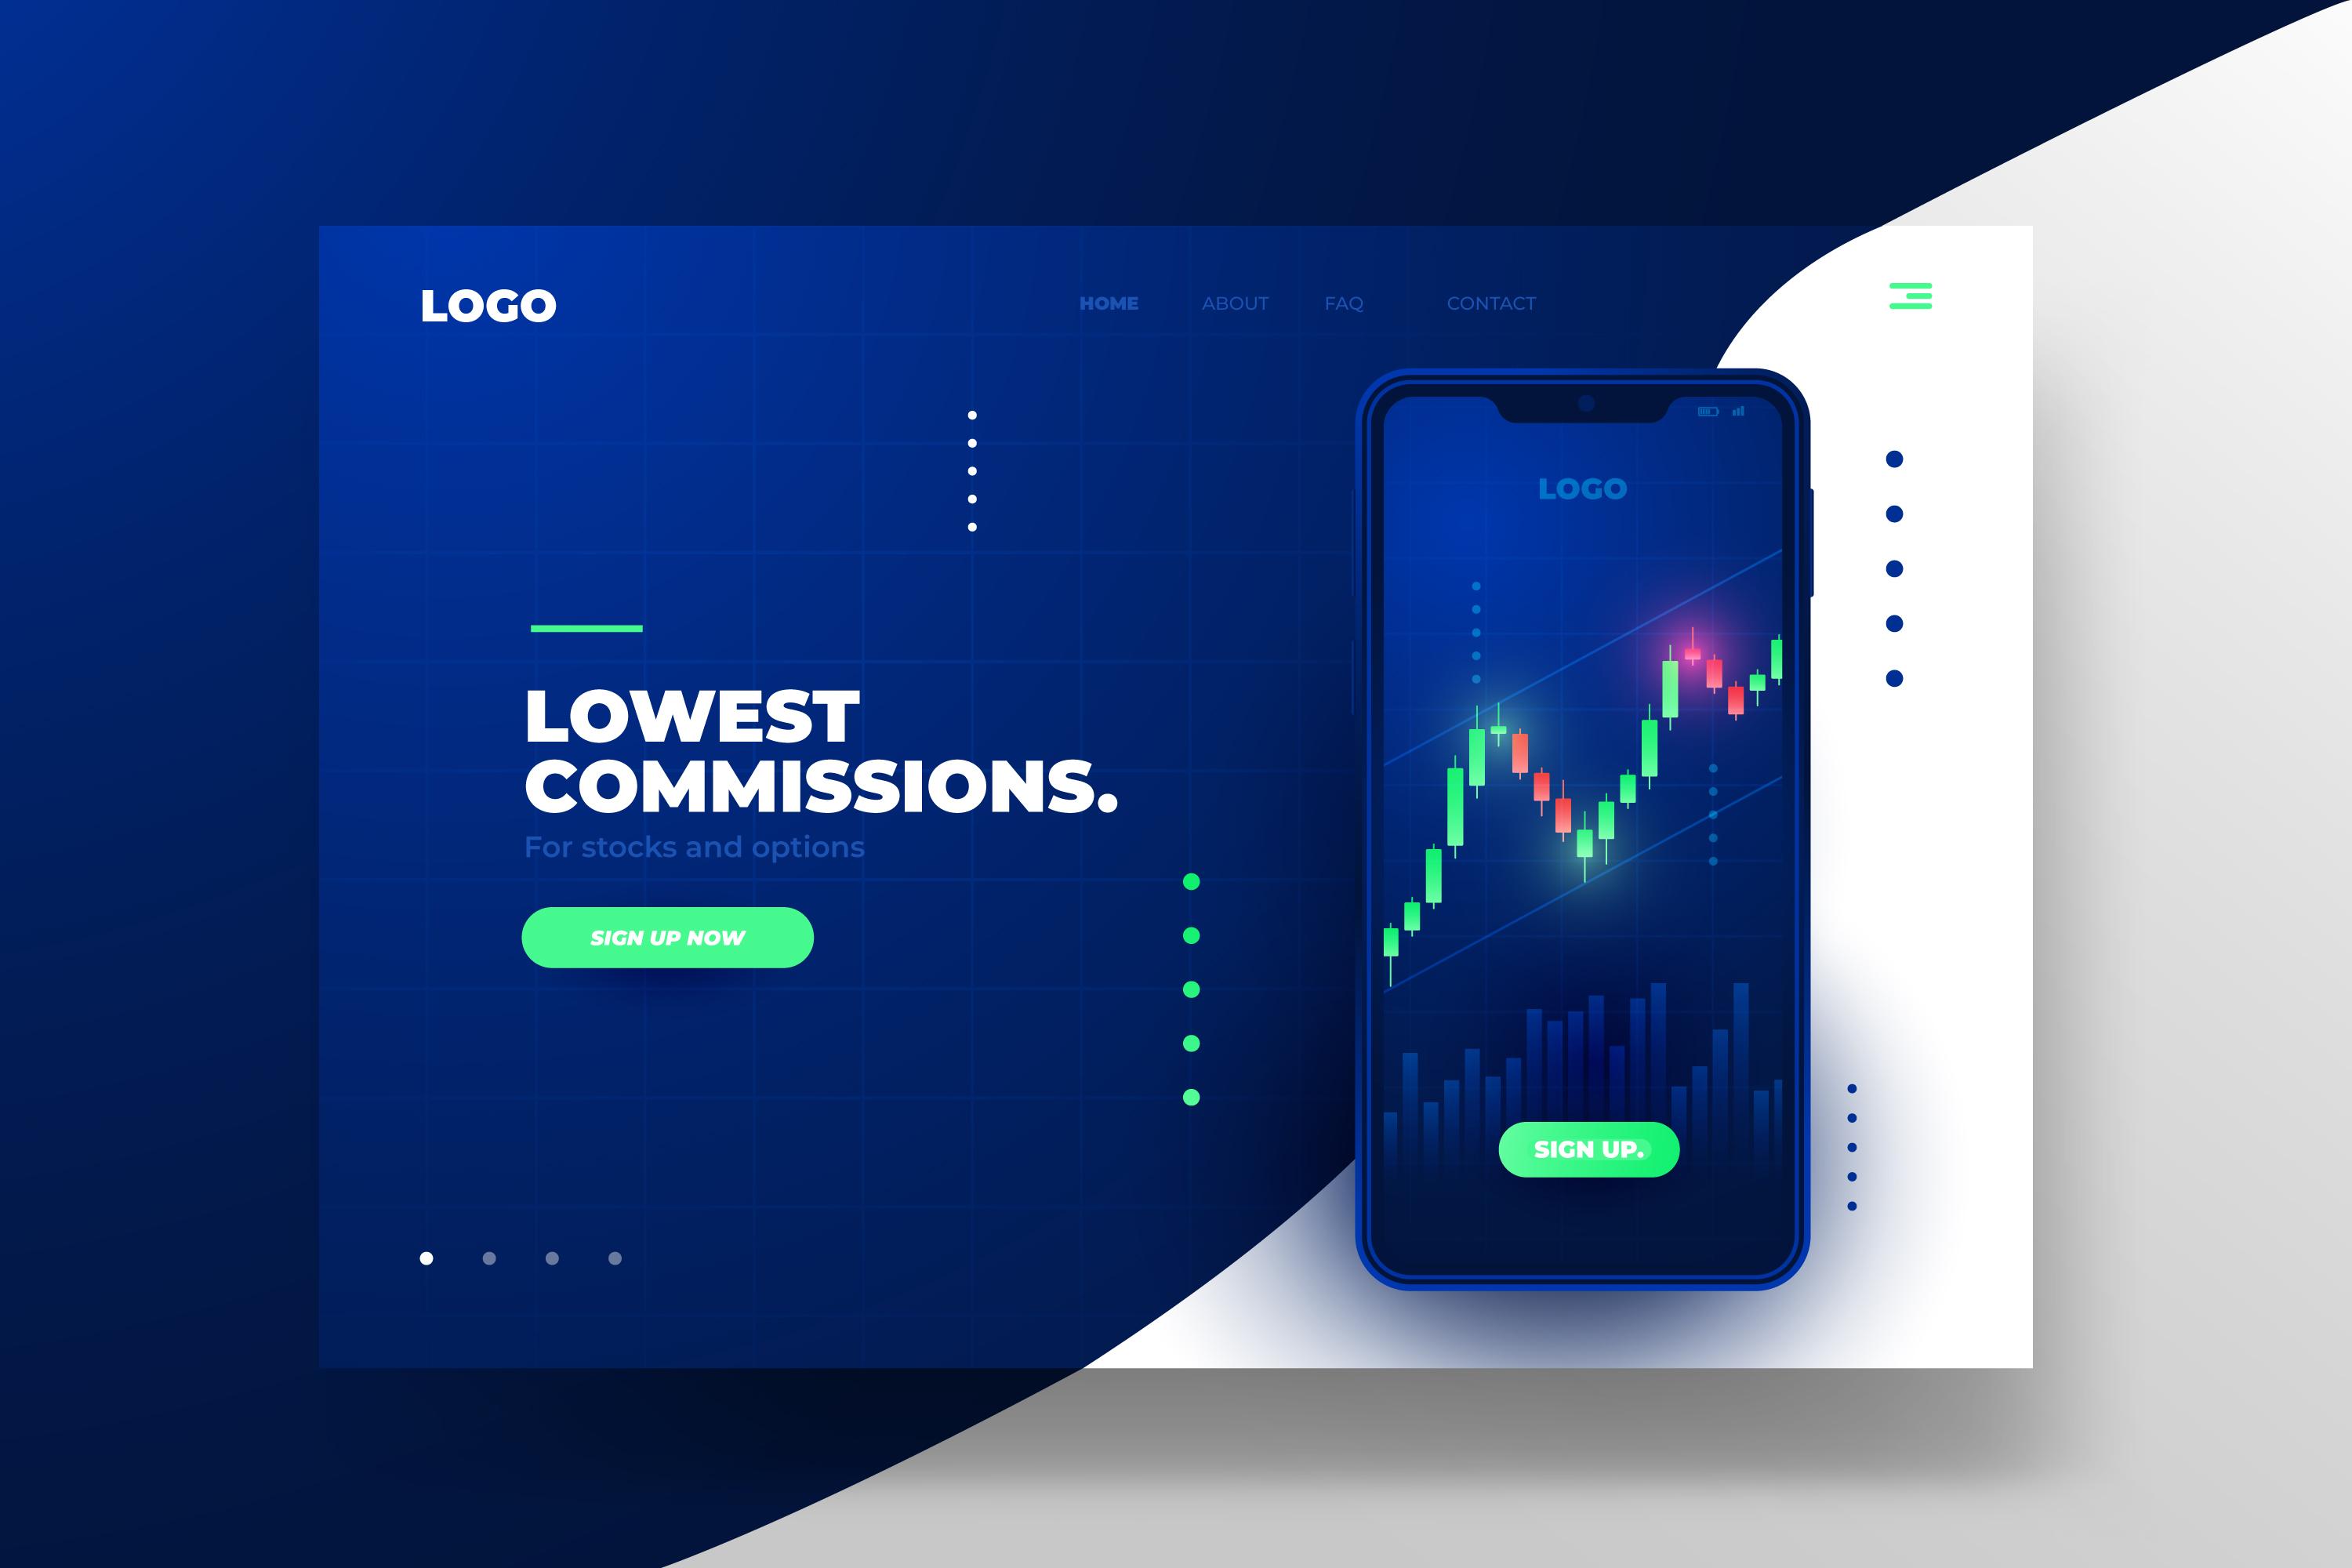 LOGO
HOME ABOUT FAQ CONTACT
LOWEST
COMMISSIONS.
For stocks and options
SIGN UP NOW
LOGO
SIGN UP.